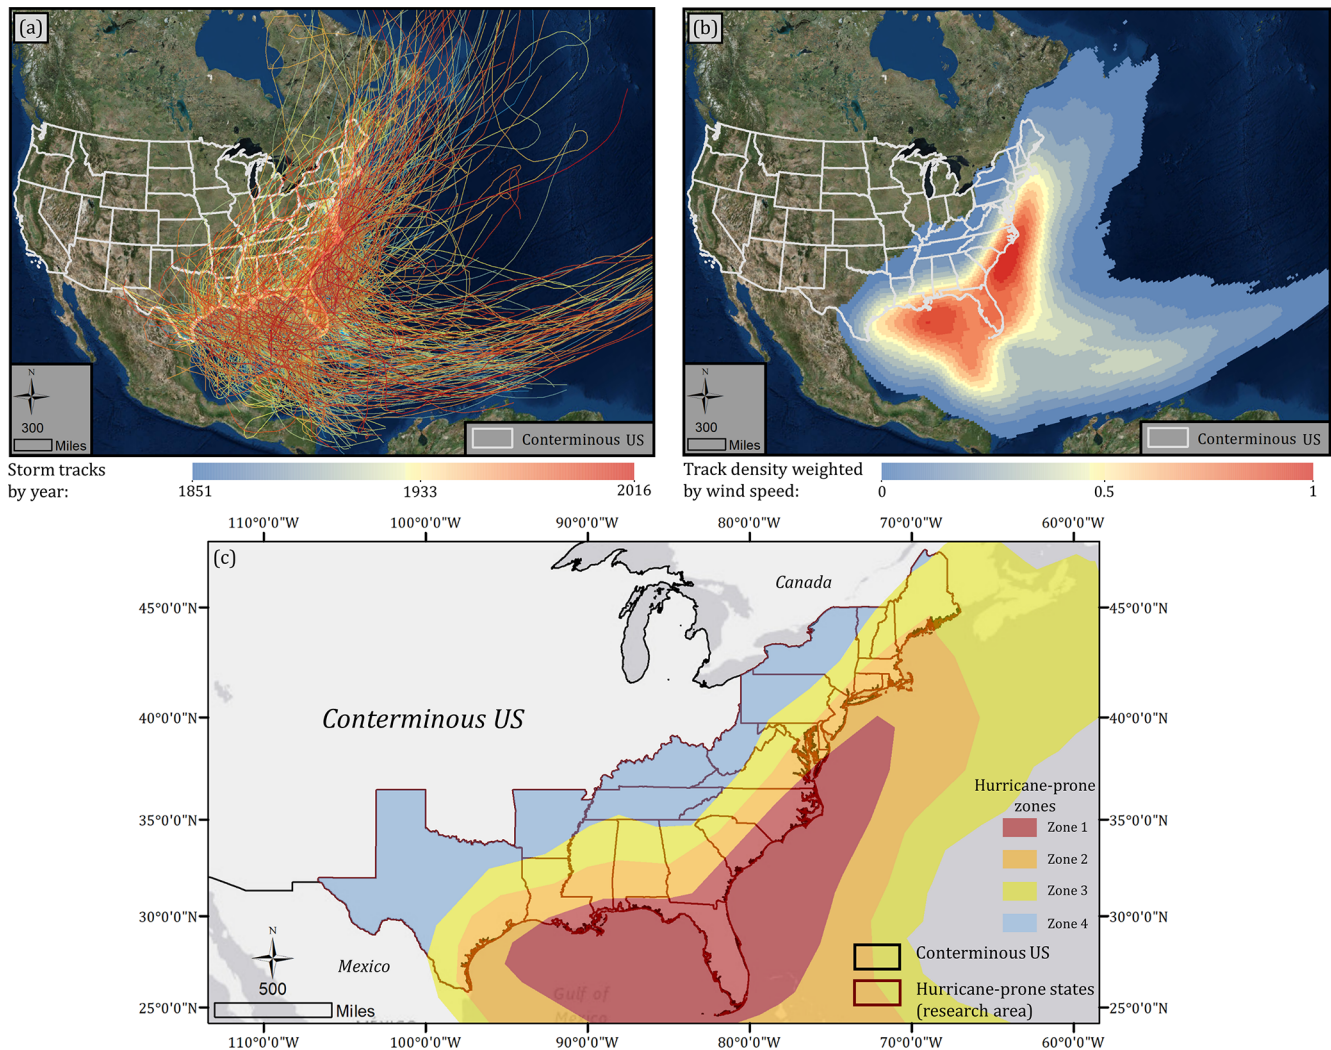 (a)
N
300
Miles
Conterminous US
Storm tracks
by year:
1851
1933
2016
(b)
N
300
Miles
Conterminous US
Track density weighted
by wind speed:
0
0.5
1
110°0'0"W 100°0'0"W 90°0'0"W 80°0'0"W 70°0'0"W 60°0'0"W
(c)
Canada
45°0'0"N 45°0'0"N
Conterminous US
40°0'0"N 40°0'0"N
Hurricane-prone
zones
35°0'0"N 35°0'0"N
Zone 1
Zone 2
Zone 3
30°0'0"N 30°0'0"N
Zone 4
Conterminous US
Mexico
N
500
Miles
Gulf of
Mexico
Hurricane-prone states
(research area)
25°0'0"N 25°0'0"N
MEXICO
110°0'0"W 100°0'0"W 90°0'0"W 80°0'0"W 70°0'0"W 60°0'0"W